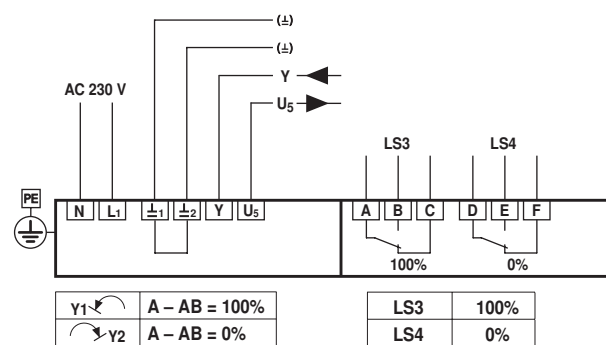 (⊥)
(⊥)
Y
U5
AC 230 V
LS3 LS4
PE
N L1 ⊥1 ⊥2 Y U5 A B C D E F
100% 0%
Y1 A – AB = 100%
Y2 A – AB = 0%
LS3 100%
LS4 0%